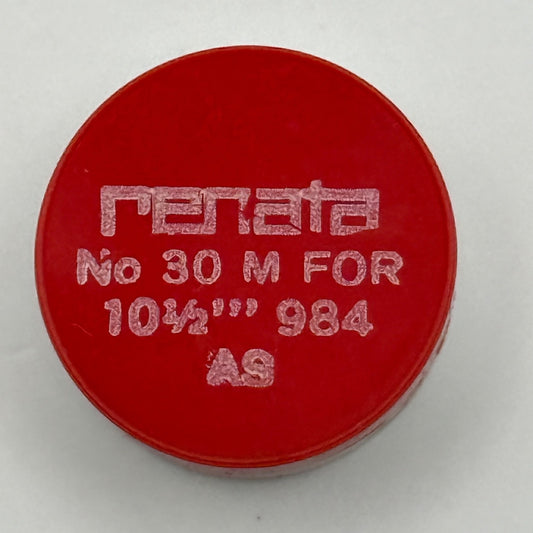 renata
No 30 M FOR
10½''' 984
AS